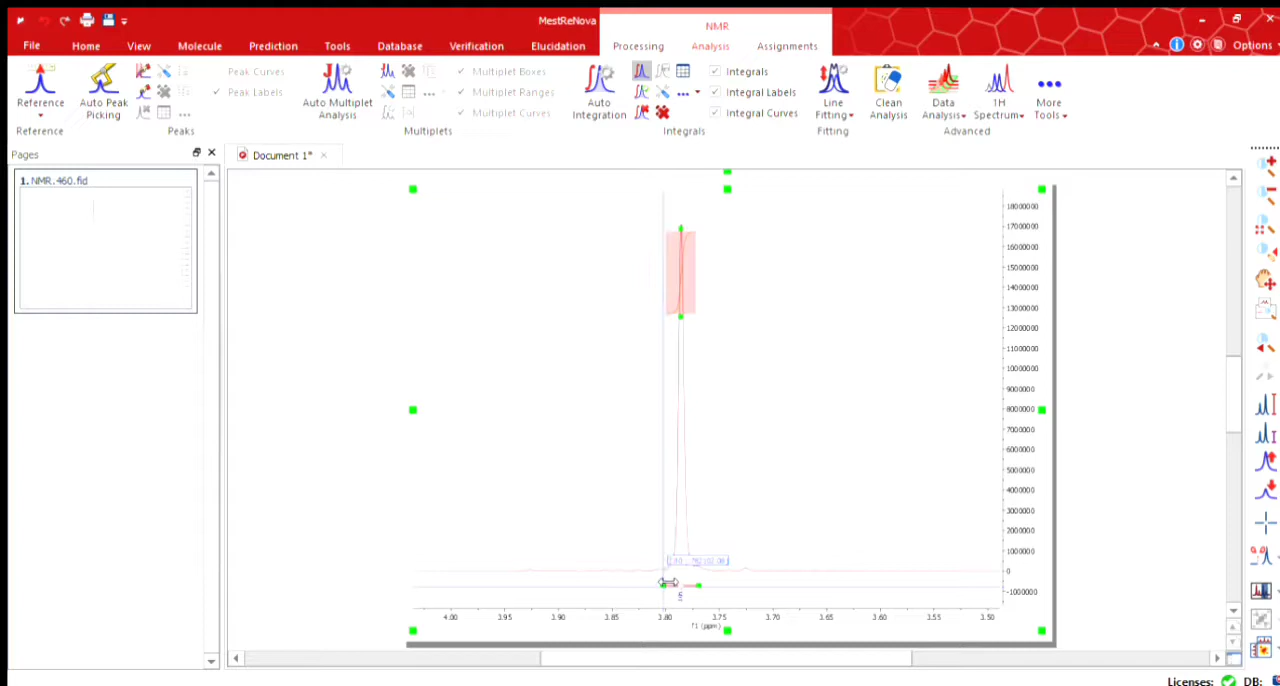 MestReNova
NMR
File Home View Molecule Prediction Tools Database Verification Elucidation Processing Analysis Assignments Options
Peak Curves Multiplet Boxes Integrals
Peak Labels Multiplet Ranges Integral Labels
Multiplet Curves Integral Curves
Reference Auto Peak Picking Auto Multiplet Analysis Auto Integration Line Fitting Clean Analysis Data Analysis 1H Spectrum More Tools
Reference Peaks Multiplets Integrals Fitting Advanced
Pages
Document 1*
1. NMR.460.fid
18000000
17000000
16000000
15000000
14000000
13000000
12000000
11000000
10000000
9000000
8000000
7000000
6000000
5000000
4000000
3000000
2000000
1000000
0
-1000000
4.00 3.95 3.90 3.85 3.80 3.75 3.70 3.65 3.60 3.55 3.50
f1 (ppm)
Licenses: DB: